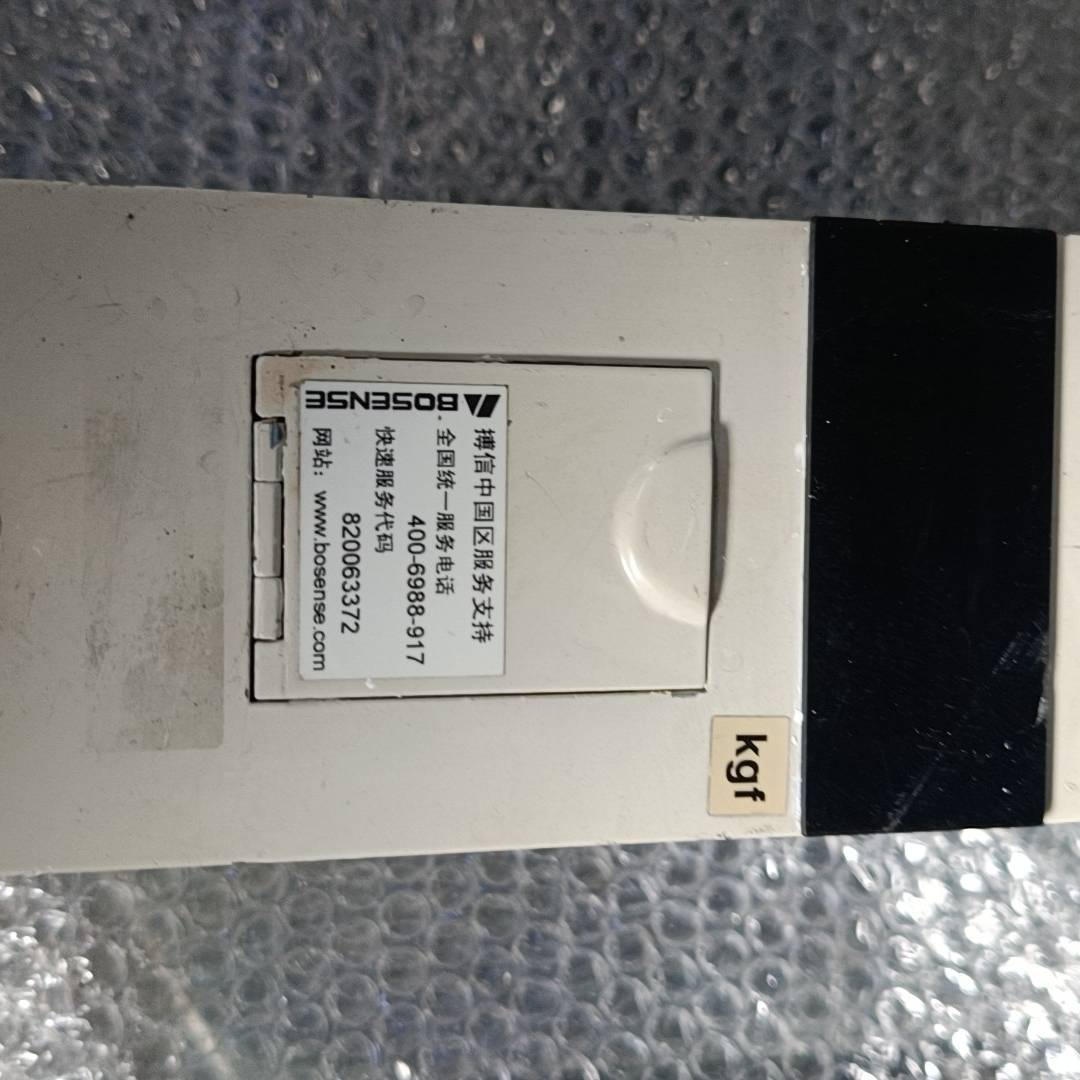 BOSENSE
搏信中国区服务支持
全国统一服务电话
400-6988-917
快速服务代码
820063372
网站：www.bosense.com
kgf